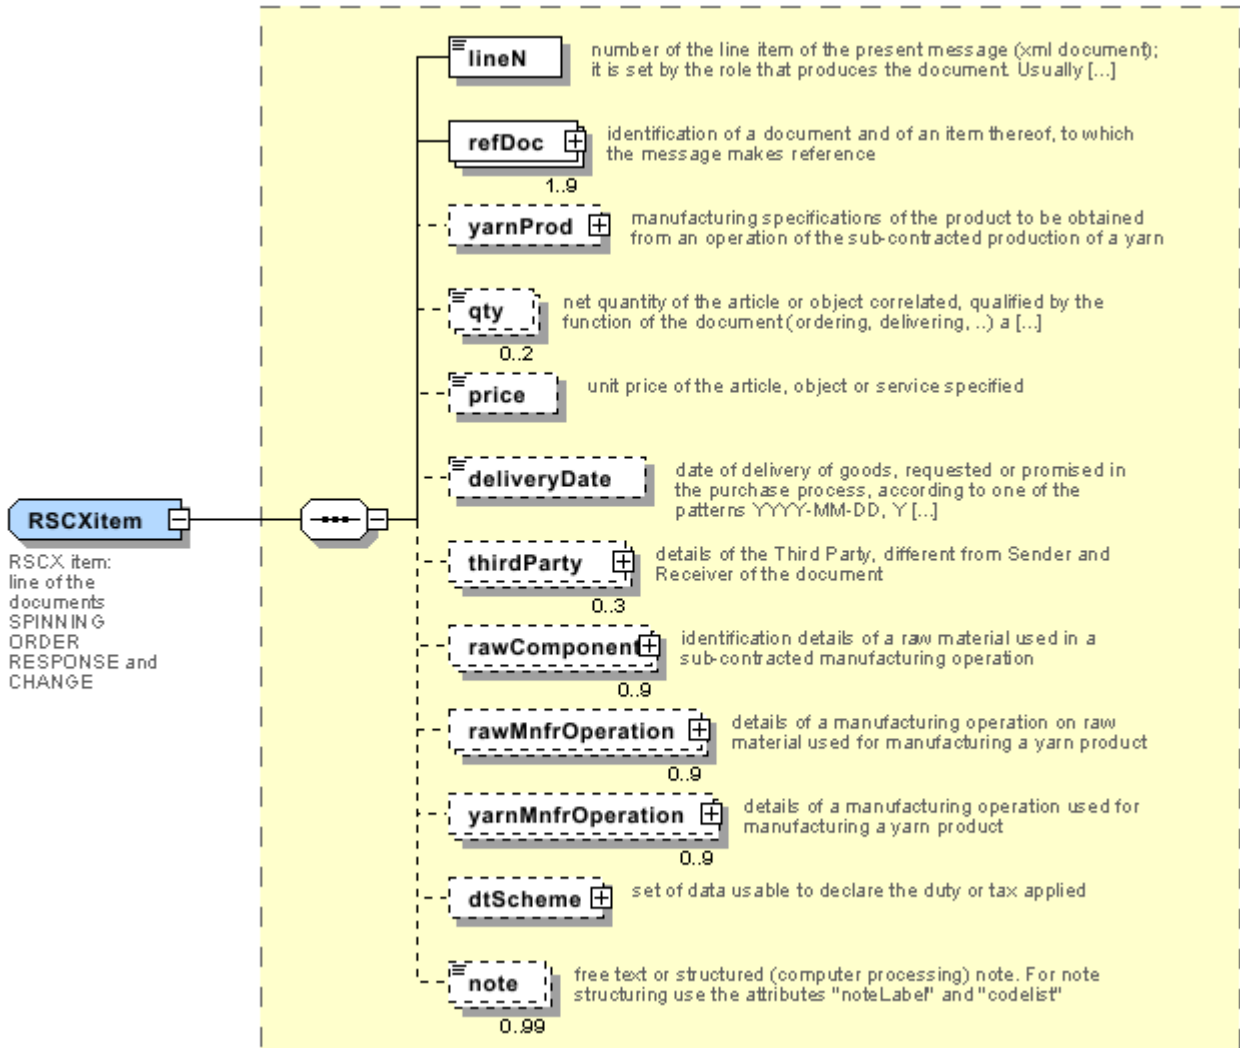 lineN
number of the line item of the present message (xml document);
it is set by the role that produces the document. Usually [...]
refDoc
identification of a document and of an item thereof, to which
the message makes reference
1..9
yarnProd
manufacturing specifications of the product to be obtained
from an operation of the sub-contracted production of a yarn
qty
net quantity of the article or object correlated, qualified by the
function of the document (ordering, delivering, ..) a [...]
0..2
price
unit price of the article, object or service specified
deliveryDate
date of delivery of goods, requested or promised in
the purchase process, according to one of the
patterns YYYY-MM-DD, Y [...]
RSCXitem
RSCX item:
line of the
documents
SPINNING
ORDER
RESPONSE and
CHANGE
thirdParty
details of the Third Party, different from Sender and
Receiver of the document
0..3
rawComponent
identification details of a raw material used in a
sub-contracted manufacturing operation
0..9
rawMnfrOperation
details of a manufacturing operation on raw
material used for manufacturing a yarn product
0..9
yarnMnfrOperation
details of a manufacturing operation used for
manufacturing a yarn product
0..9
dtScheme
set of data usable to declare the duty or tax applied
note
free text or structured (computer processing) note. For note
structuring use the attributes "noteLabel" and "codelist"
0..99